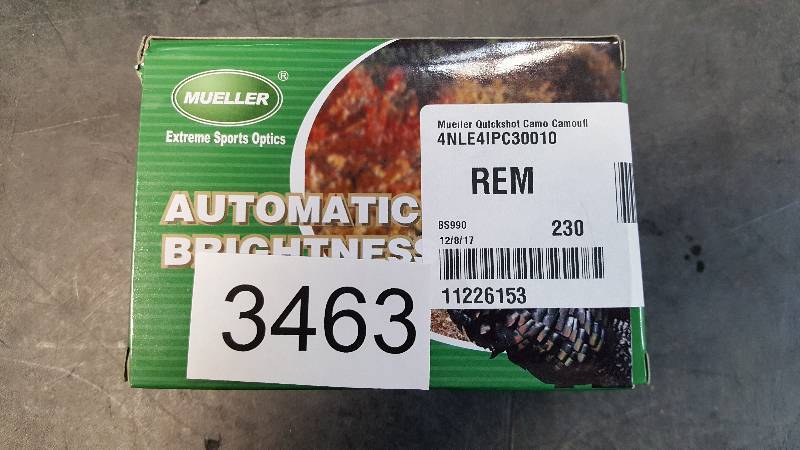 MUELLER ®
Extreme Sports Optics
AUTOMATIC
BRIGHTNESS
3463
Mueller Quickshot Camo Camoufl
4NLE4IPC30010
REM
BS990
230
12/8/17
11226153